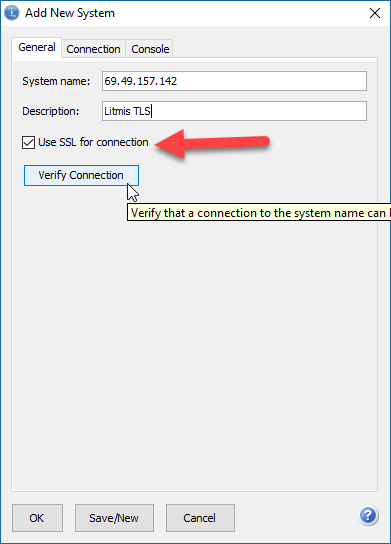 Add New System
General Connection Console
System name: 69.49.157.142
Description: Litmis TLS
Use SSL for connection
Verify Connection
Verify that a connection to the system name can
OK Save/New Cancel ?